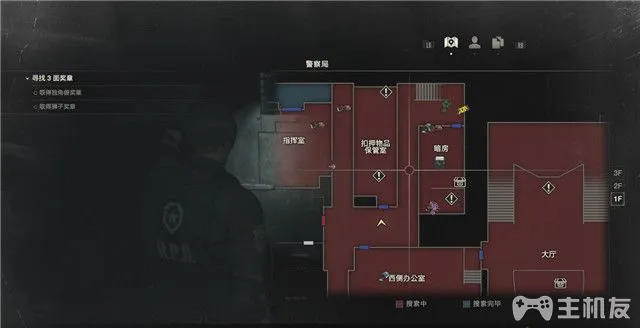 L1
R1
警察局
寻找 3 面奖章
取得独角兽奖章
取得狮子奖章
指挥室
扣押物品
保管室
暗房
3F
2F
1F
大厅
西侧办公室
搜索中
搜索完毕
R.P.D.
主机友